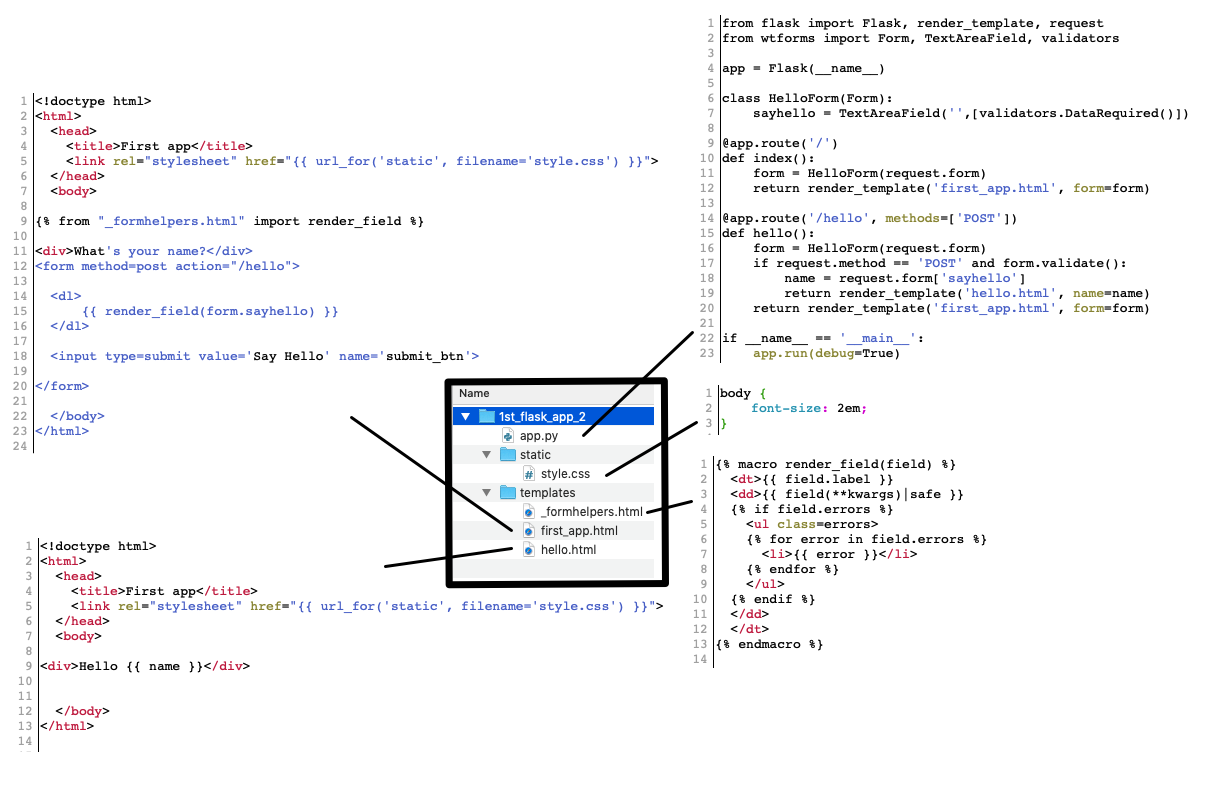 1 <!doctype html>
2 <html>
3 <head>
4 <title>First app</title>
5 <link rel="stylesheet" href="{{ url_for('static', filename='style.css') }}">
6 </head>
7 <body>
8
9 {% from "_formhelpers.html" import render_field %}
10
11 <div>What's your name?</div>
12 <form method=post action="/hello">
13
14 <dl>
15 {{ render_field(form.sayhello) }}
16 </dl>
17
18 <input type=submit value='Say Hello' name='submit_btn'>
19
20 </form>
21
22 </body>
23 </html>
24
1 from flask import Flask, render_template, request
2 from wtforms import Form, TextAreaField, validators
3
4 app = Flask(__name__)
5
6 class HelloForm(Form):
7 sayhello = TextAreaField('',[validators.DataRequired()])
8
9 @app.route('/')
10 def index():
11 form = HelloForm(request.form)
12 return render_template('first_app.html', form=form)
13
14 @app.route('/hello', methods=['POST'])
15 def hello():
16 form = HelloForm(request.form)
17 if request.method == 'POST' and form.validate():
18 name = request.form['sayhello']
19 return render_template('hello.html', name=name)
20 return render_template('first_app.html', form=form)
21
22 if __name__ == '__main__':
23 app.run(debug=True)
Name
1st_flask_app_2
app.py
static
style.css
templates
_formhelpers.html
first_app.html
hello.html
1 body {
2 font-size: 2em;
3 }
1 {% macro render_field(field) %}
2 <dt>{{ field.label }}
3 <dd>{{ field(**kwargs)|safe }}
4 {% if field.errors %}
5 <ul class=errors>
6 {% for error in field.errors %}
7 <li>{{ error }}</li>
8 {% endfor %}
9 </ul>
10 {% endif %}
11 </dd>
12 </dt>
13 {% endmacro %}
14
1 <!doctype html>
2 <html>
3 <head>
4 <title>First app</title>
5 <link rel="stylesheet" href="{{ url_for('static', filename='style.css') }}">
6 </head>
7 <body>
8
9 <div>Hello {{ name }}</div>
10
11
12 </body>
13 </html>
14